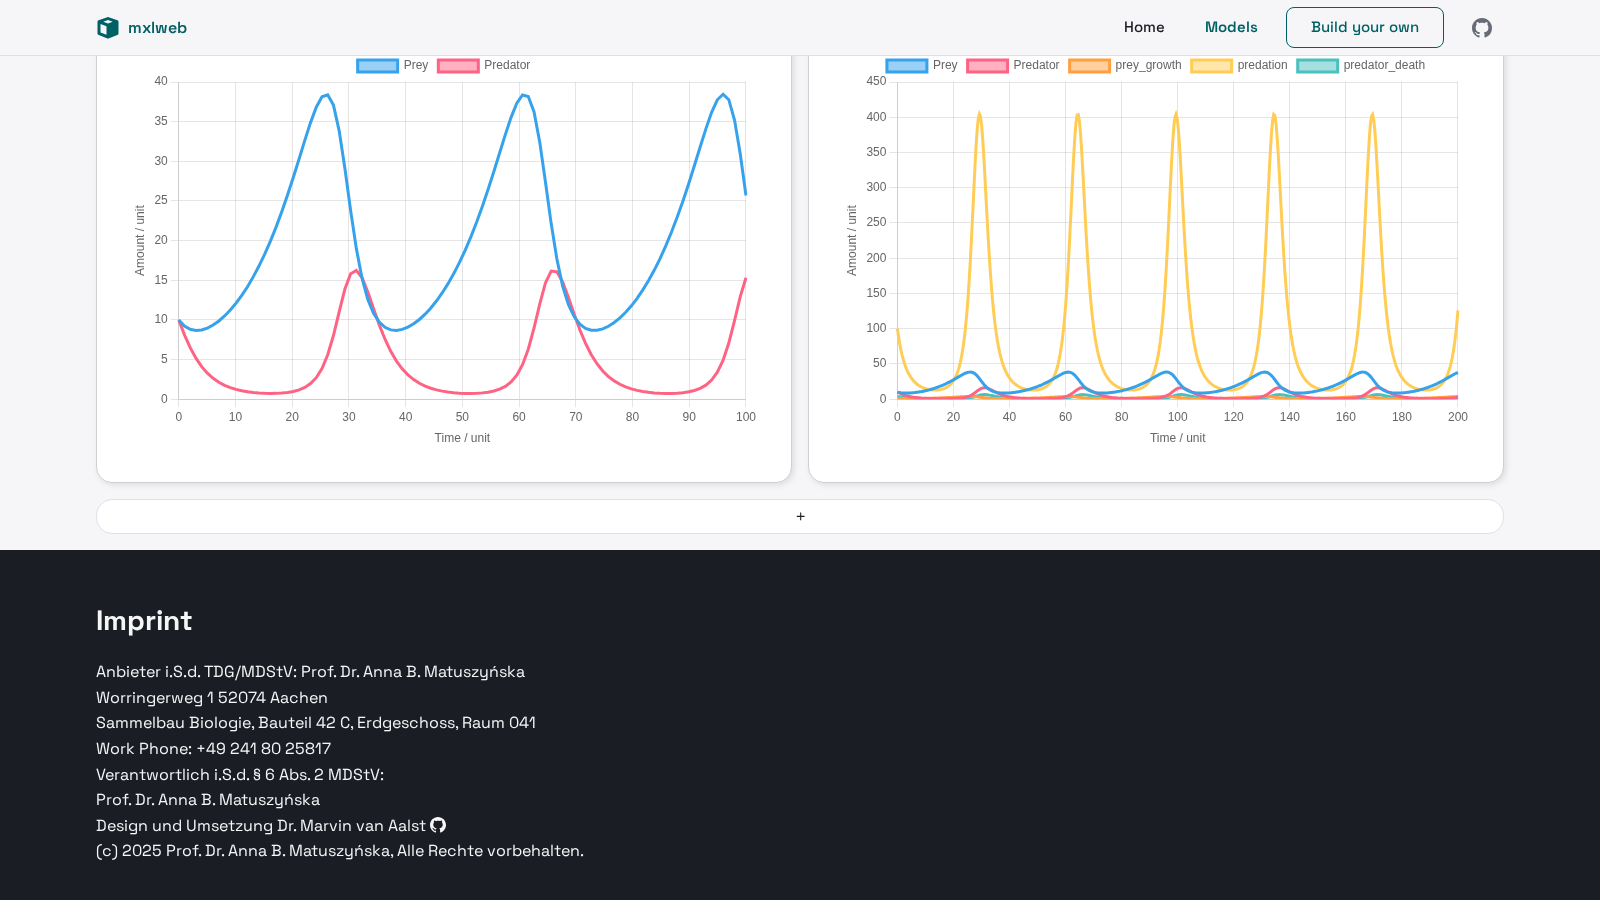 mxlweb
Home
Models
Build your own
Prey
Predator
40
35
30
25
20
15
10
5
0
Amount / unit
0 10 20 30 40 50 60 70 80 90 100
Time / unit
Prey
Predator
prey_growth
predation
predator_death
450
400
350
300
250
200
150
100
50
0
Amount / unit
0 20 40 60 80 100 120 140 160 180 200
Time / unit
+
Imprint
Anbieter i.S.d. TDG/MDStV: Prof. Dr. Anna B. Matuszyńska
Worringerweg 1 52074 Aachen
Sammelbau Biologie, Bauteil 42 C, Erdgeschoss, Raum 041
Work Phone: +49 241 80 25817
Verantwortlich i.S.d. § 6 Abs. 2 MDStV:
Prof. Dr. Anna B. Matuszyńska
Design und Umsetzung Dr. Marvin van Aalst
(c) 2025 Prof. Dr. Anna B. Matuszyńska, Alle Rechte vorbehalten.